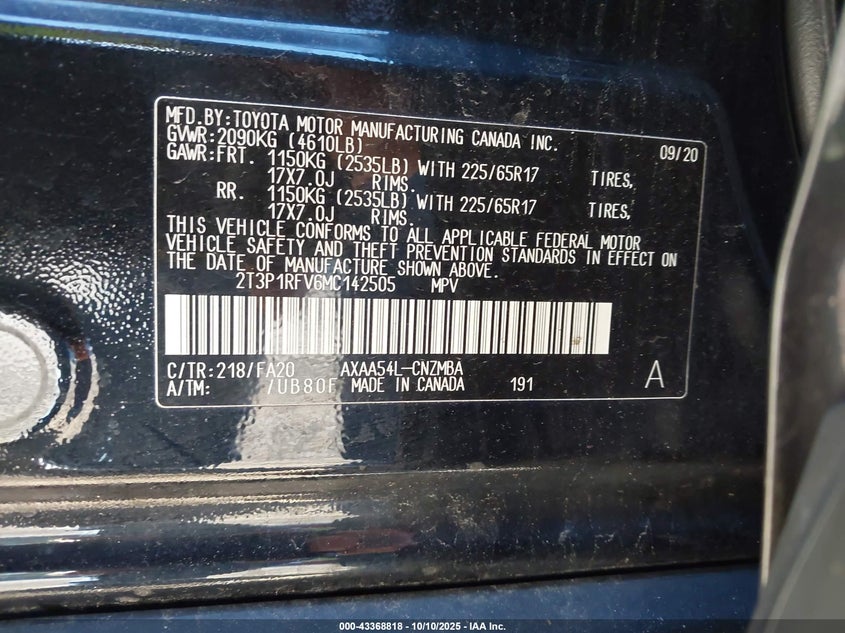 MFD.BY:TOYOTA MOTOR MANUFACTURING CANADA INC.
GVWR:2090KG (4610LB) 09/20
GAWR:FRT. 1150KG (2535LB) WITH 225/65R17 TIRES,
17X7.0J RIMS.
RR. 1150KG (2535LB) WITH 225/65R17 TIRES,
17X7.0J RIMS.
THIS VEHICLE CONFORMS TO ALL APPLICABLE FEDERAL MOTOR
VEHICLE SAFETY AND THEFT PREVENTION STANDARDS IN EFFECT ON
THE DATE OF MANUFACTURE SHOWN ABOVE.
2T3P1RFV6MC142505 MPV
C/TR:218/FA20 AXAA54L-CNZMBA
A/TM: /UB80F MADE IN CANADA 191 A
000-43368818 - 10/10/2025 - IAA Inc.